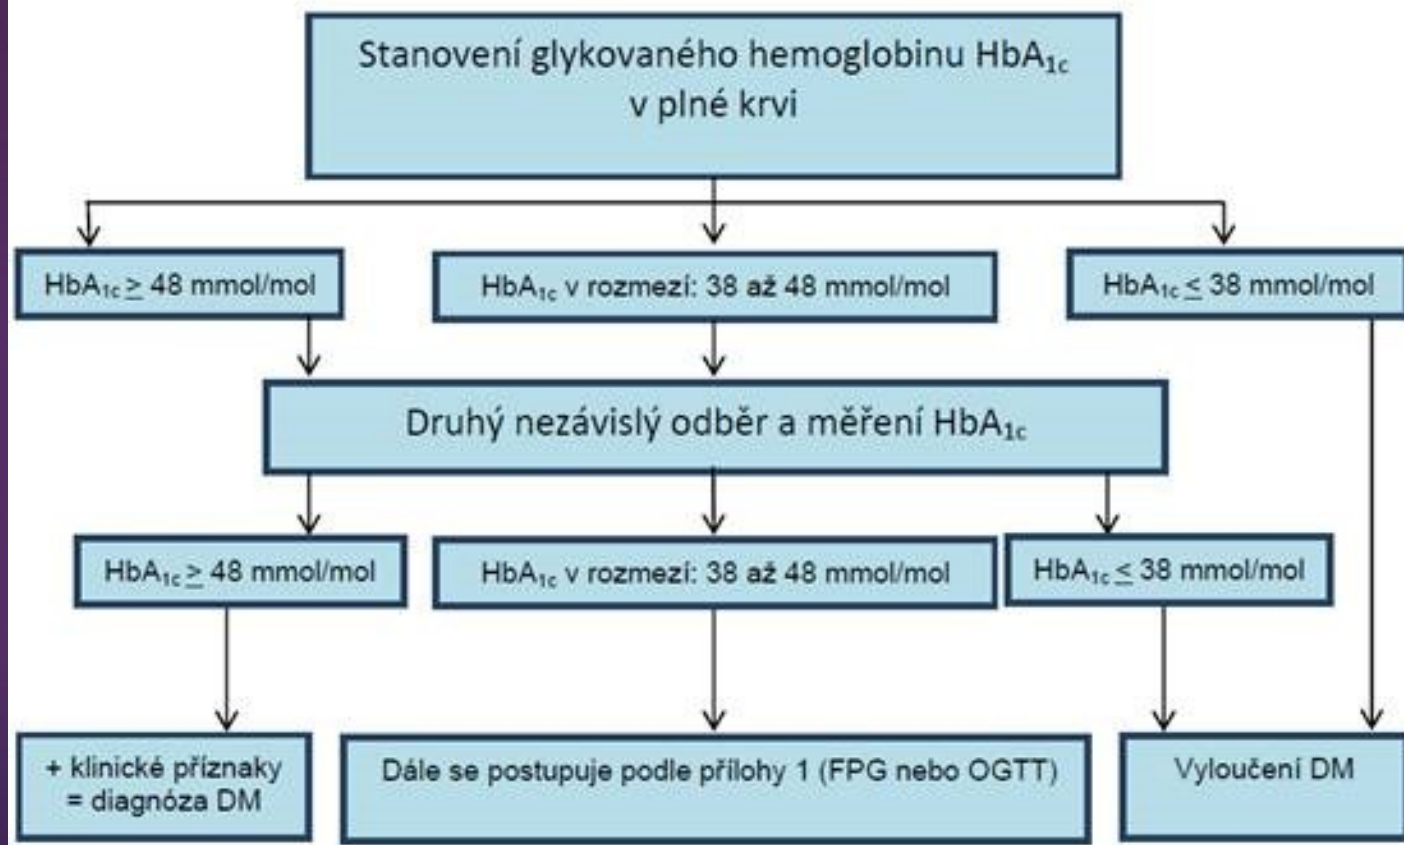 Stanovení glykovaného hemoglobinu HbA1c
v plné krvi
HbA1c ≥ 48 mmol/mol
HbA1c v rozmezí: 38 až 48 mmol/mol
HbA1c ≤ 38 mmol/mol
Druhý nezávislý odběr a měření HbA1c
HbA1c ≥ 48 mmol/mol
HbA1c v rozmezí: 38 až 48 mmol/mol
HbA1c ≤ 38 mmol/mol
+ klinické příznaky
= diagnóza DM
Dále se postupuje podle přílohy 1 (FPG nebo OGTT)
Vyloučení DM